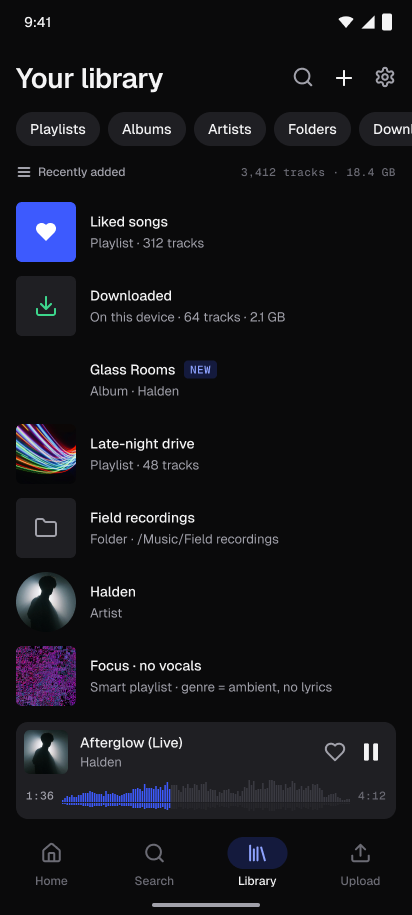 9:41
Your library
Playlists Albums Artists Folders Downl
Recently added 3,412 tracks · 18.4 GB
Liked songs
Playlist · 312 tracks
Downloaded
On this device · 64 tracks · 2.1 GB
Glass Rooms NEW
Album · Halden
Late-night drive
Playlist · 48 tracks
Field recordings
Folder · /Music/Field recordings
Halden
Artist
Focus · no vocals
Smart playlist · genre = ambient, no lyrics
Afterglow (Live)
Halden
1:36 4:12
Home Search Library Upload